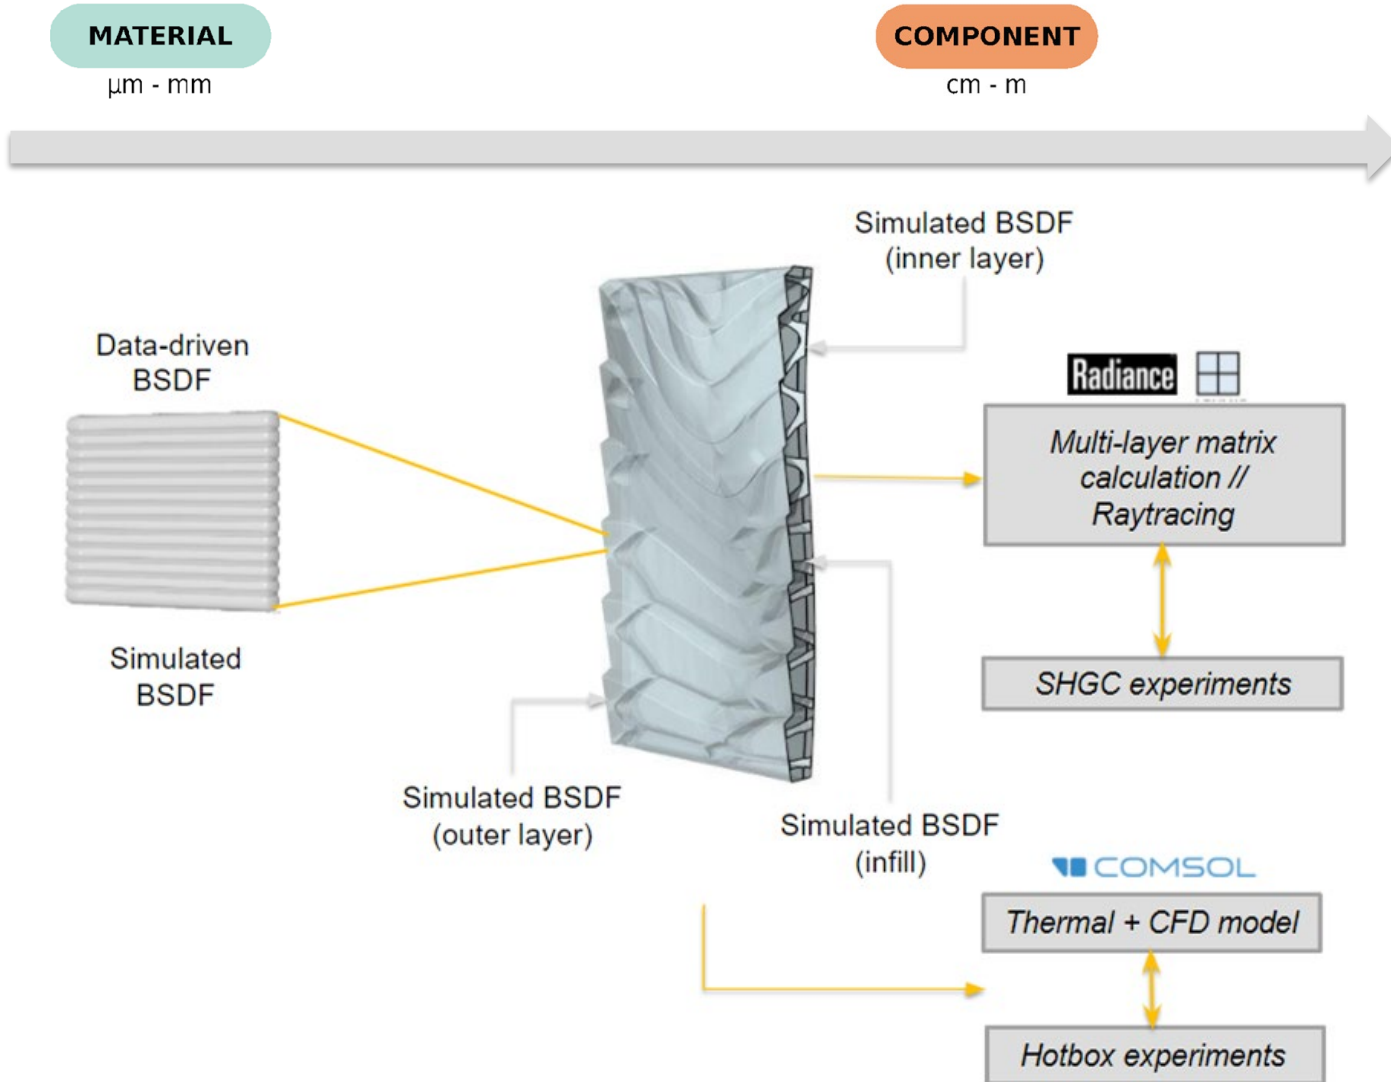 MATERIAL
µm - mm
COMPONENT
cm - m
Simulated BSDF
(inner layer)
Data-driven
BSDF
Radiance
Multi-layer matrix
calculation //
Raytracing
Simulated
BSDF
SHGC experiments
Simulated BSDF
(outer layer)
Simulated BSDF
(infill)
COMSOL
Thermal + CFD model
Hotbox experiments